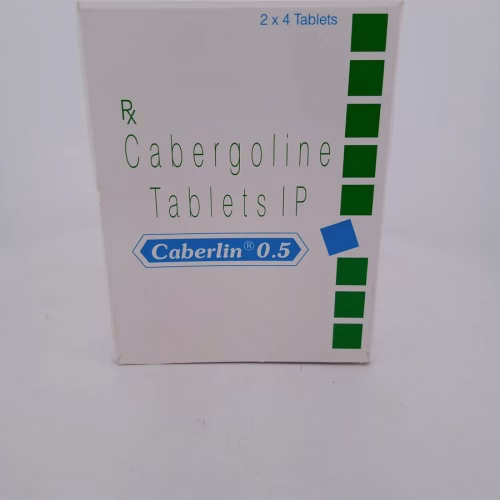 2 x 4 Tablets
Rx
Cabergoline
Tablets IP
Caberlin® 0.5